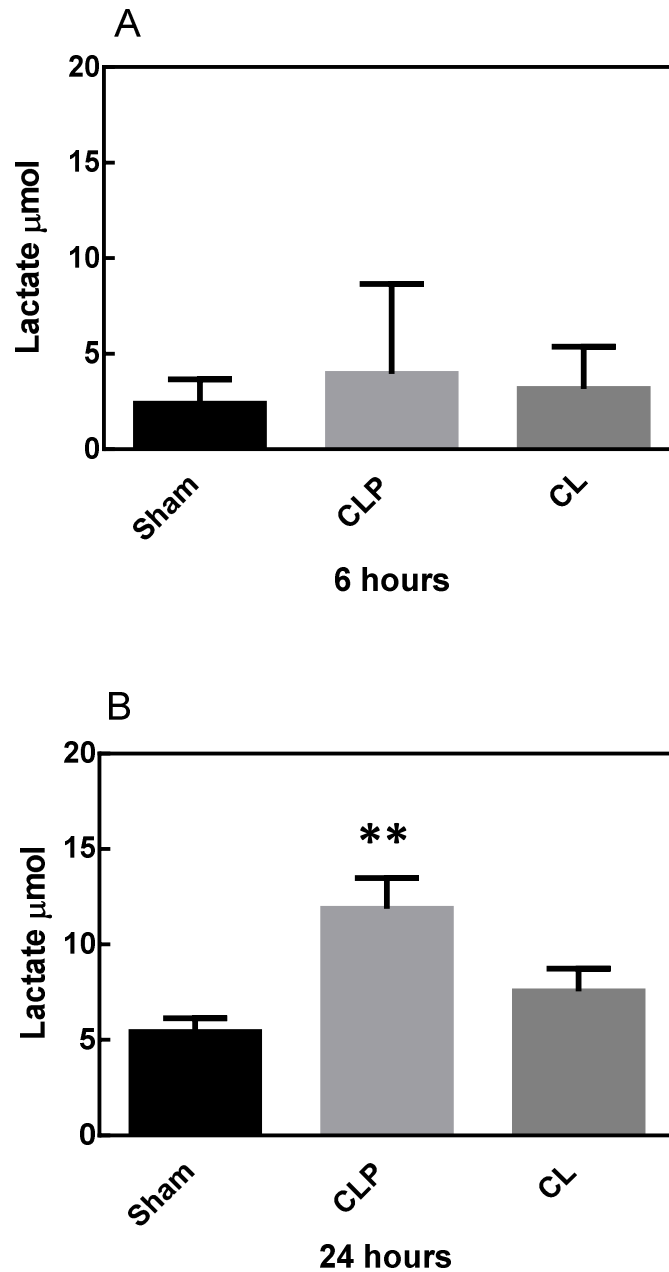 A
20
15
10
5
0
Lactate μmol
Sham
CLP
CL
6 hours
B
20
15
10
5
0
Lactate μmol
**
Sham
CLP
CL
24 hours